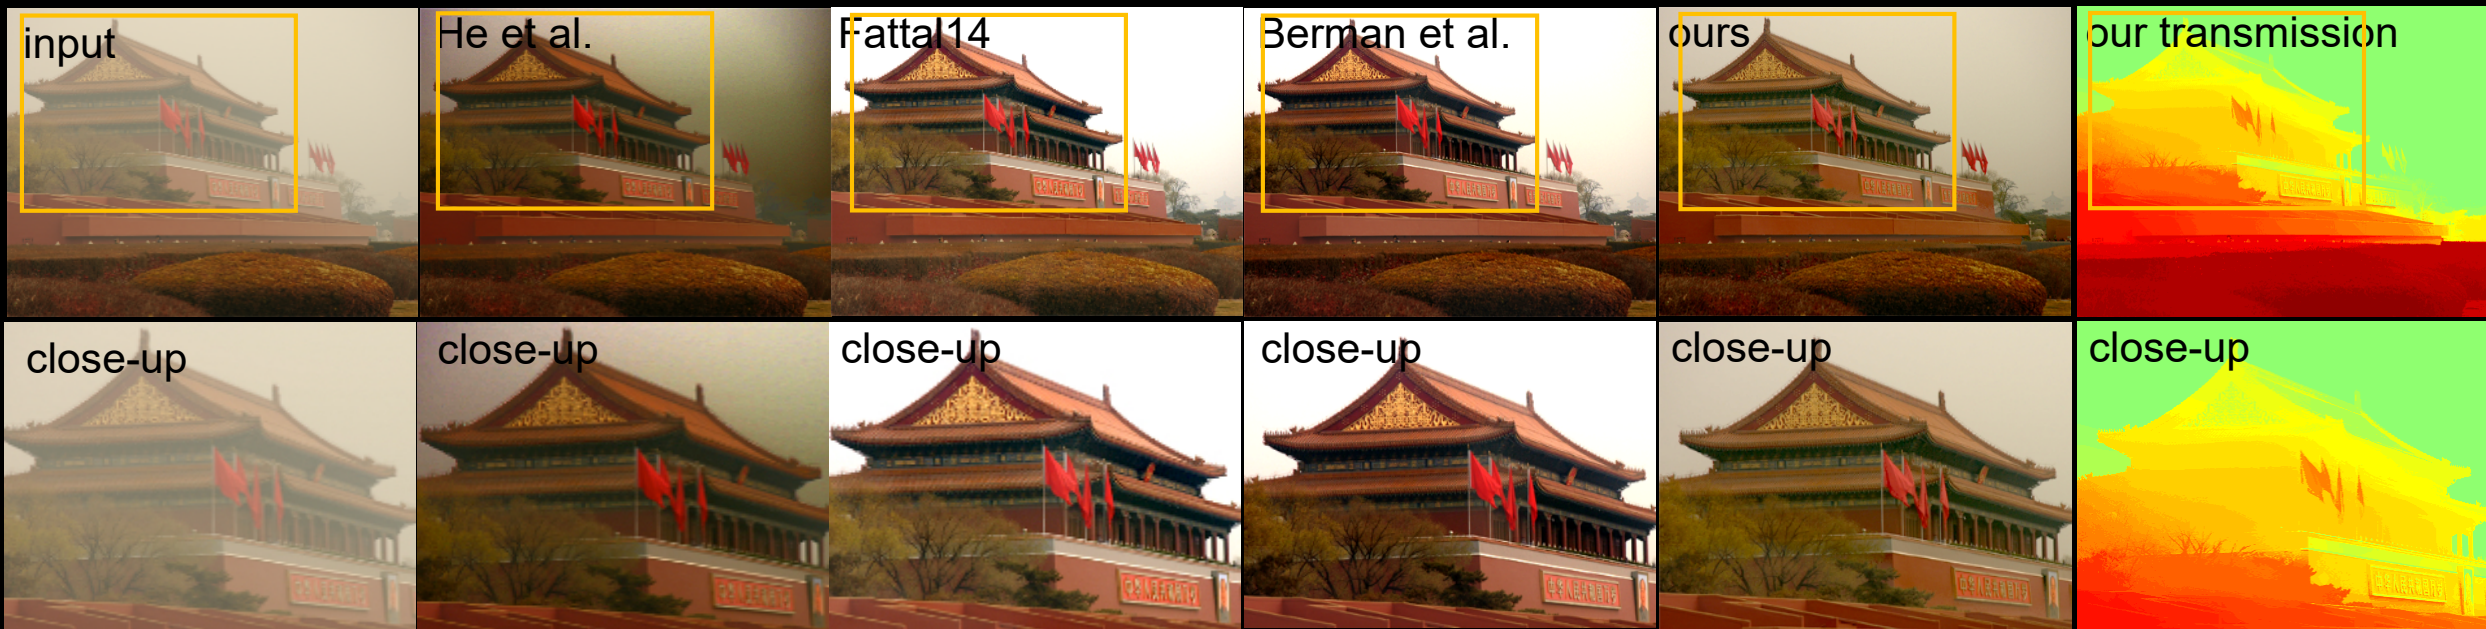 input
He et al.
Fattal14
Berman et al.
ours
our transmission
close-up
close-up
close-up
close-up
close-up
close-up